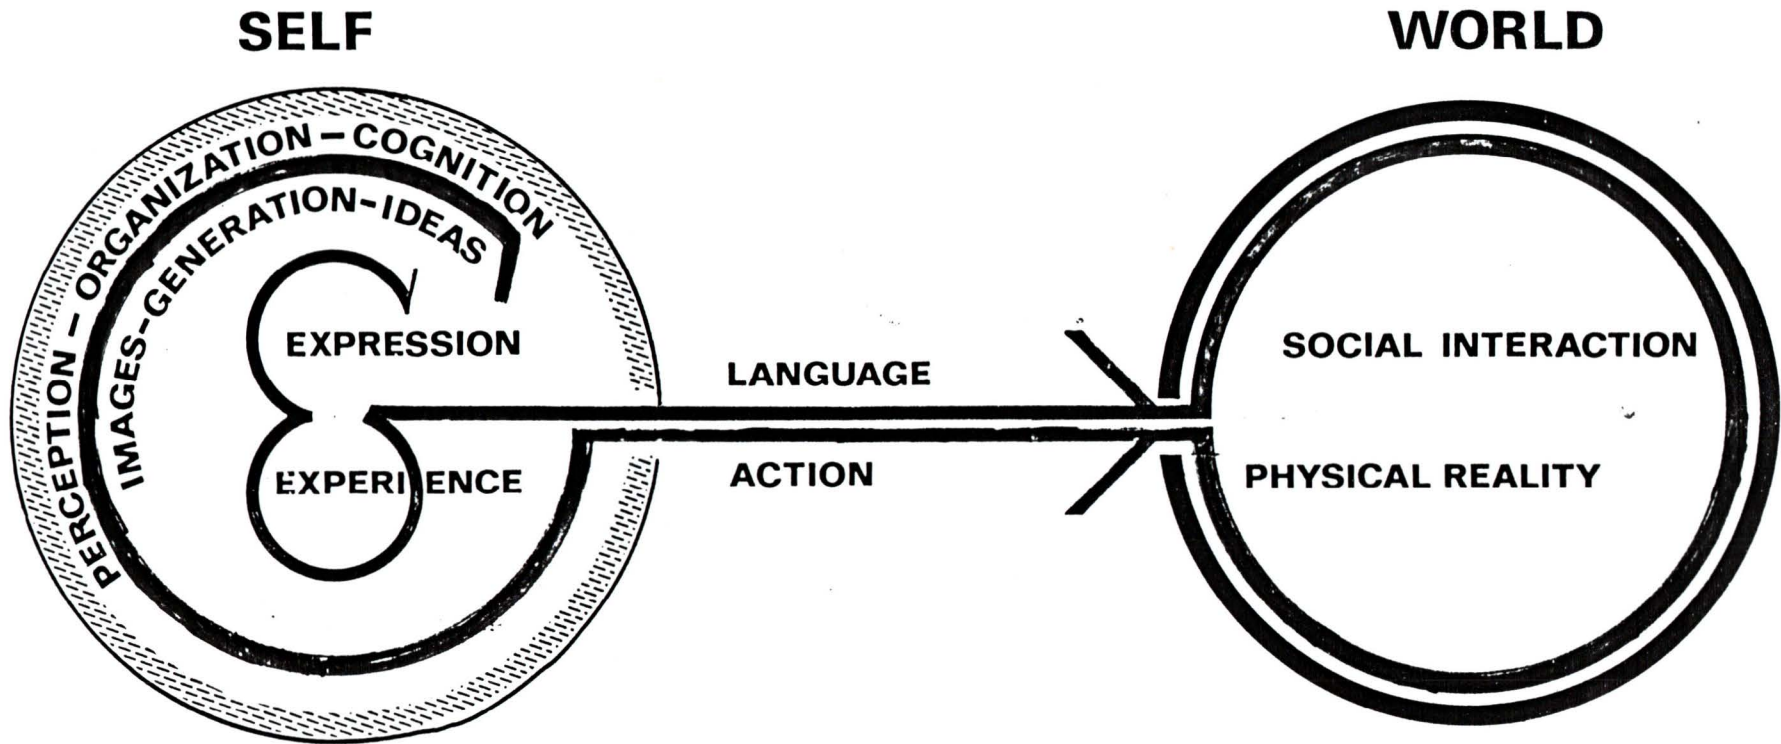 SELF
WORLD
PERCEPTION – ORGANIZATION – COGNITION
IMAGES-GENERATION-IDEAS
EXPRESSION
EXPERIENCE
LANGUAGE
ACTION
SOCIAL INTERACTION
PHYSICAL REALITY